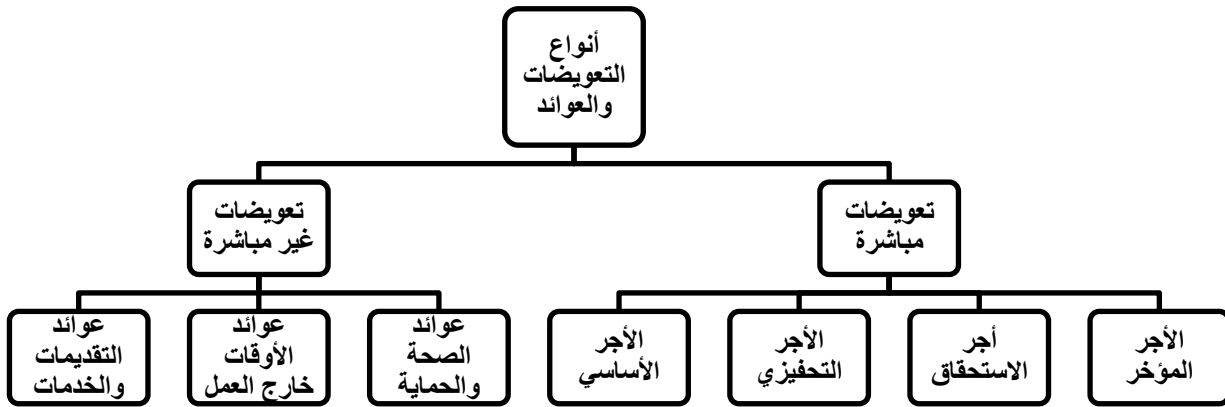 أنواع
التعويضات
والعوائد
تعويضات
مباشرة
تعويضات
غير مباشرة
الأجر
المؤخر
أجر
الاستحقاق
الأجر
التحفيزي
الأجر
الأساسي
عوائد
الصحة
والحماية
عوائد
الأوقات
خارج العمل
عوائد
التقديمات
والخدمات